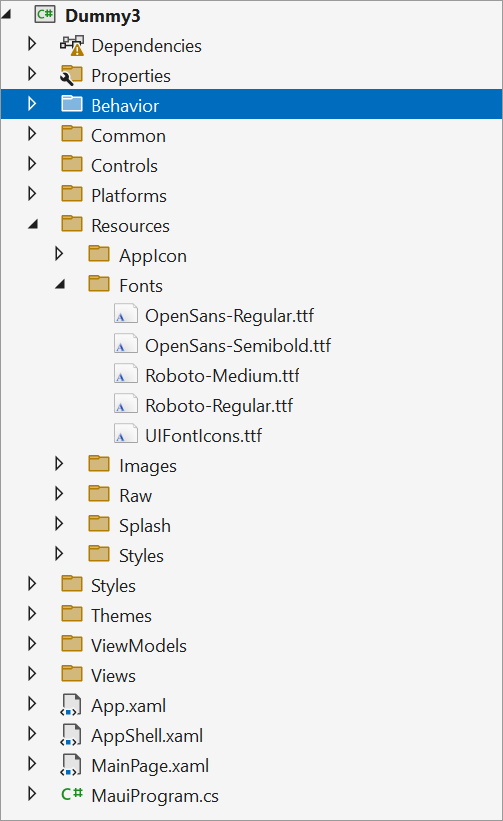 C# Dummy3
Dependencies
Properties
Behavior
Common
Controls
Platforms
Resources
AppIcon
Fonts
OpenSans-Regular.ttf
OpenSans-Semibold.ttf
Roboto-Medium.ttf
Roboto-Regular.ttf
UIFontIcons.ttf
Images
Raw
Splash
Styles
Styles
Themes
ViewModels
Views
App.xaml
AppShell.xaml
MainPage.xaml
C# MauiProgram.cs